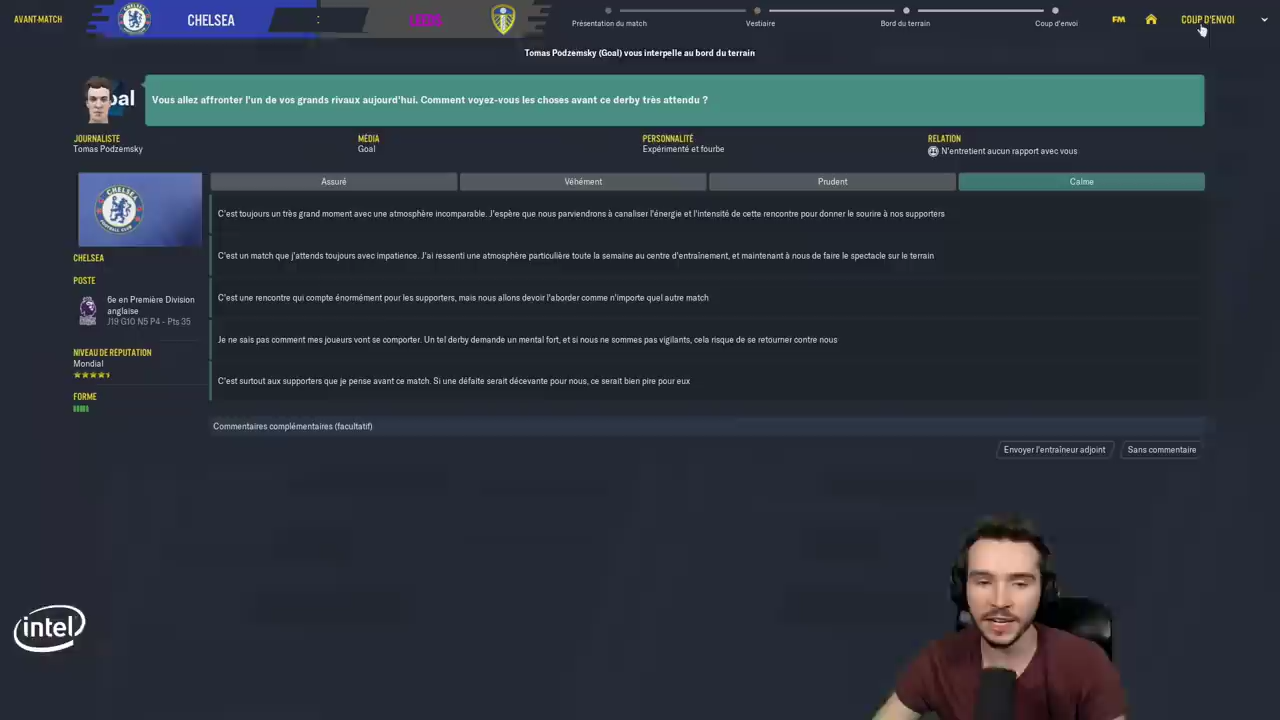 AVANT-MATCH
CHELSEA
:
LEEDS
Présentation du match
Vestiaire
Bord du terrain
Coup d'envoi
FM
COUP D'ENVOI
Tomas Podzemsky (Goal) vous interpelle au bord du terrain
Vous allez affronter l'un de vos grands rivaux aujourd'hui. Comment voyez-vous les choses avant ce derby très attendu ?
JOURNALISTE
Tomas Podzemsky
MÉDIA
Goal
PERSONNALITÉ
Expérimenté et fourbe
RELATION
N'entretient aucun rapport avec vous
Assuré
Véhément
Prudent
Calme
C'est toujours un très grand moment avec une atmosphère incomparable. J'espère que nous parviendrons à canaliser l'énergie et l'intensité de cette rencontre pour donner le sourire à nos supporters
C'est un match que j'attends toujours avec impatience. J'ai ressenti une atmosphère particulière toute la semaine au centre d'entraînement, et maintenant à nous de faire le spectacle sur le terrain
C'est une rencontre qui compte énormément pour les supporters, mais nous allons devoir l'aborder comme n'importe quel autre match
Je ne sais pas comment mes joueurs vont se comporter. Un tel derby demande un mental fort, et si nous ne sommes pas vigilants, cela risque de se retourner contre nous
C'est surtout aux supporters que je pense avant ce match. Si une défaite serait décevante pour nous, ce serait bien pire pour eux
CHELSEA
POSTE
6e en Première Division
anglaise
J19 G10 N5 P4 - Pts 35
NIVEAU DE RÉPUTATION
Mondial
FORME
Commentaires complémentaires (facultatif)
Envoyer l'entraîneur adjoint
Sans commentaire
intel